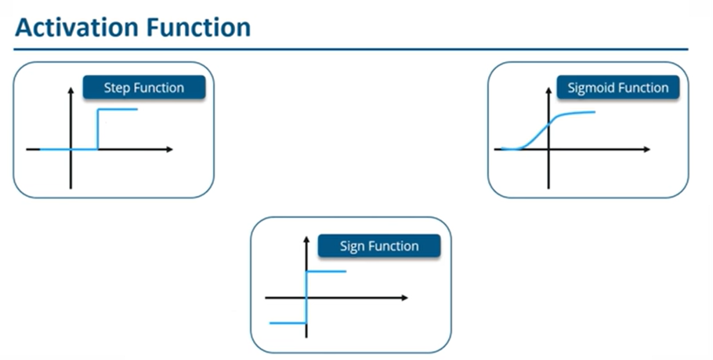 Activation Function
Step Function
Sigmoid Function
Sign Function